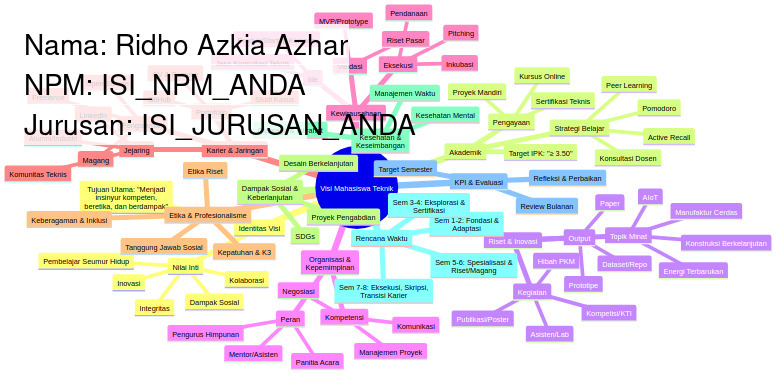 Nama: Ridho Azkia Azhar
NPM: ISI_NPM_ANDA
Jurusan: ISI_JURUSAN_ANDA
MVP/Prototype
Pendanaan
Riset Pasar
Pitching
Eksekusi
Inkubasi
Kewirausahaan
Manajemen Waktu
Kesehatan Mental
Kesehatan &
Keseimbangan
Kursus Online
Proyek Mandiri
Sertifikasi Teknis
Pengayaan
Peer Learning
Pomodoro
Strategi Belajar
Active Recall
Konsultasi Dosen
Akademik
Target IPK: "≥ 3.50"
Jejaring
Karier & Jaringan
Magang
Komunitas Teknis
Desain Berkelanjutan
Visi Mahasiswa Teknik
Target Semester
KPI & Evaluasi
Refleksi & Perbaikan
Review Bulanan
Etika Riset
Tujuan Utama: "Menjadi
insinyur kompeten,
beretika, dan berdampak"
Dampak Sosial &
Keberlanjutan
Proyek Pengabdian
SDGs
Keberagaman & Inklusi
Etika & Profesionalisme
Identitas Visi
Tanggung Jawab Sosial
Kepatuhan & K3
Sem 3-4: Eksplorasi &
Sertifikasi
Sem 1-2: Fondasi &
Adaptasi
Rencana Waktu
Sem 5-6: Spesialisasi &
Riset/Magang
Sem 7-8: Eksekusi, Skripsi,
Transisi Karier
Paper
AIoT
Manufaktur Cerdas
Riset & Inovasi
Output
Topik Minat
Konstruksi Berkelanjutan
Hibah PKM
Dataset/Repo
Energi Terbarukan
Prototipe
Kegiatan
Publikasi/Poster
Kompetisi/KTI
Asisten/Lab
Pembelajar Seumur Hidup
Nilai Inti
Inovasi
Kolaborasi
Integritas
Dampak Sosial
Organisasi &
Kepemimpinan
Negosiasi
Peran
Kompetensi
Komunikasi
Pengurus Himpunan
Mentor/Asisten
Panitia Acara
Manajemen Proyek